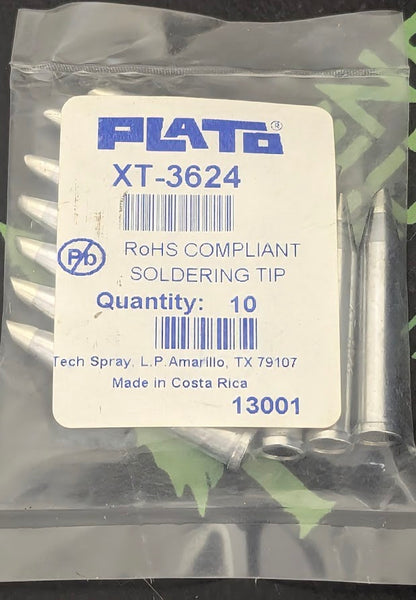 PLATO®
XT-3624
Pb
RoHS COMPLIANT
SOLDERING TIP
Quantity: 10
Tech Spray, L.P. Amarillo, TX 79107
Made in Costa Rica
13001